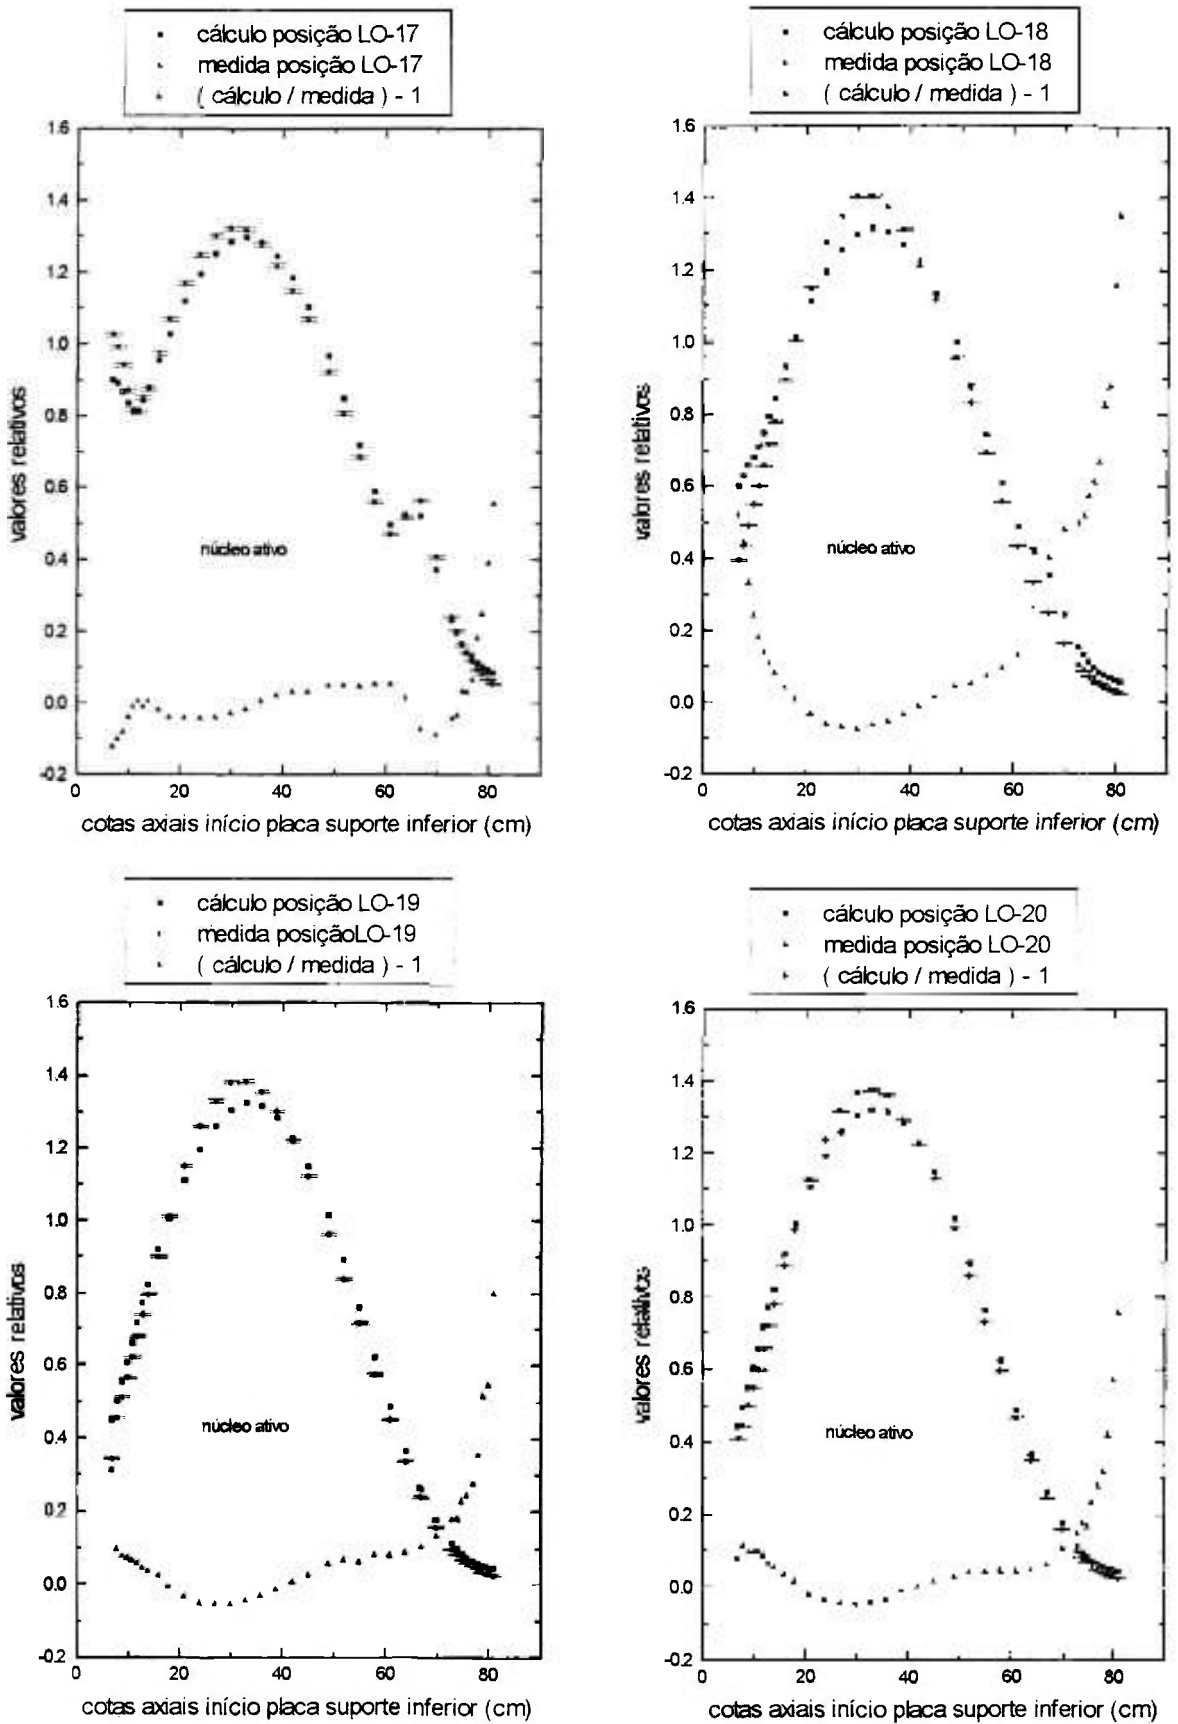 cálculo posição LO-17
medida posição LO-17
( cálculo / medida ) - 1
1.6
1.4
1.2
1.0
0.8
0.6
0.4
0.2
0.0
-0.2
valores relativos
núcleo ativo
0 20 40 60 80
cotas axiais início placa suporte inferior (cm)
cálculo posição LO-18
medida posição LO-18
( cálculo / medida ) - 1
1.6
1.4
1.2
1.0
0.8
0.6
0.4
0.2
0.0
-0.2
valores relativos
núcleo ativo
0 20 40 60 80
cotas axiais início placa suporte inferior (cm)
cálculo posição LO-19
medida posiçãoLO-19
( cálculo / medida ) - 1
1.6
1.4
1.2
1.0
0.8
0.6
0.4
0.2
0.0
-0.2
valores relativos
núcleo ativo
0 20 40 60 80
cotas axiais início placa suporte inferior (cm)
cálculo posição LO-20
medida posição LO-20
( cálculo / medida ) - 1
1.6
1.4
1.2
1.0
0.8
0.6
0.4
0.2
0.0
-0.2
valores relativos
núcleo ativo
0 20 40 60 80
cotas axiais início placa suporte inferior (cm)